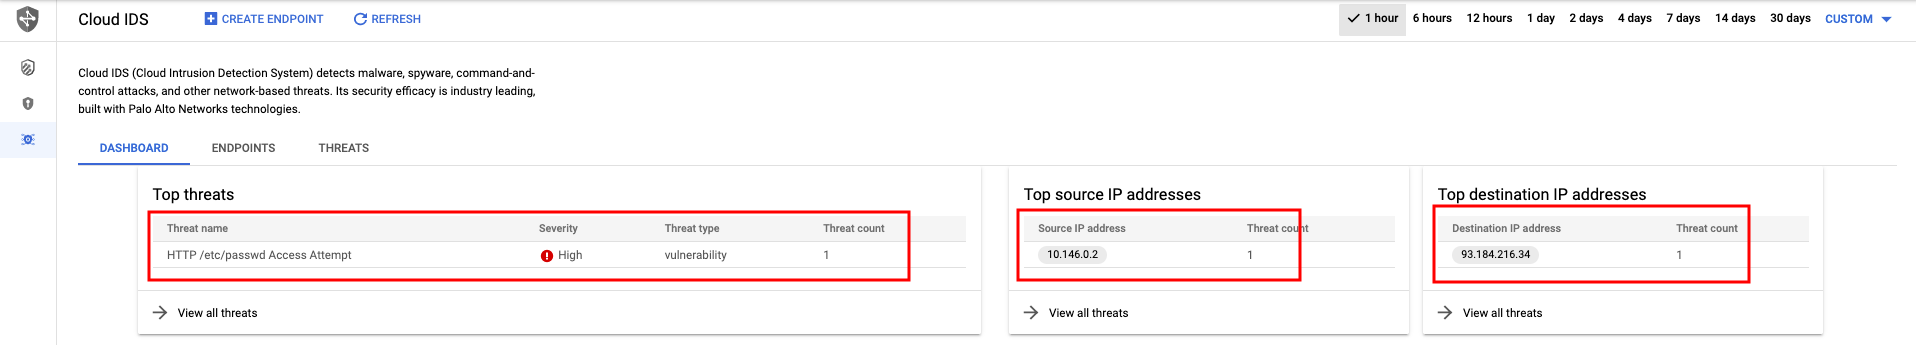 Cloud IDS
CREATE ENDPOINT
REFRESH
1 hour
6 hours
12 hours
1 day
2 days
4 days
7 days
14 days
30 days
CUSTOM
Cloud IDS (Cloud Intrusion Detection System) detects malware, spyware, command-and-
control attacks, and other network-based threats. Its security efficacy is industry leading,
built with Palo Alto Networks technologies.
DASHBOARD
ENDPOINTS
THREATS
Top threats
Threat name Severity Threat type Threat count
HTTP /etc/passwd Access Attempt High vulnerability 1
View all threats
Top source IP addresses
Source IP address Threat count
10.146.0.2 1
View all threats
Top destination IP addresses
Destination IP address Threat count
93.184.216.34 1
View all threats